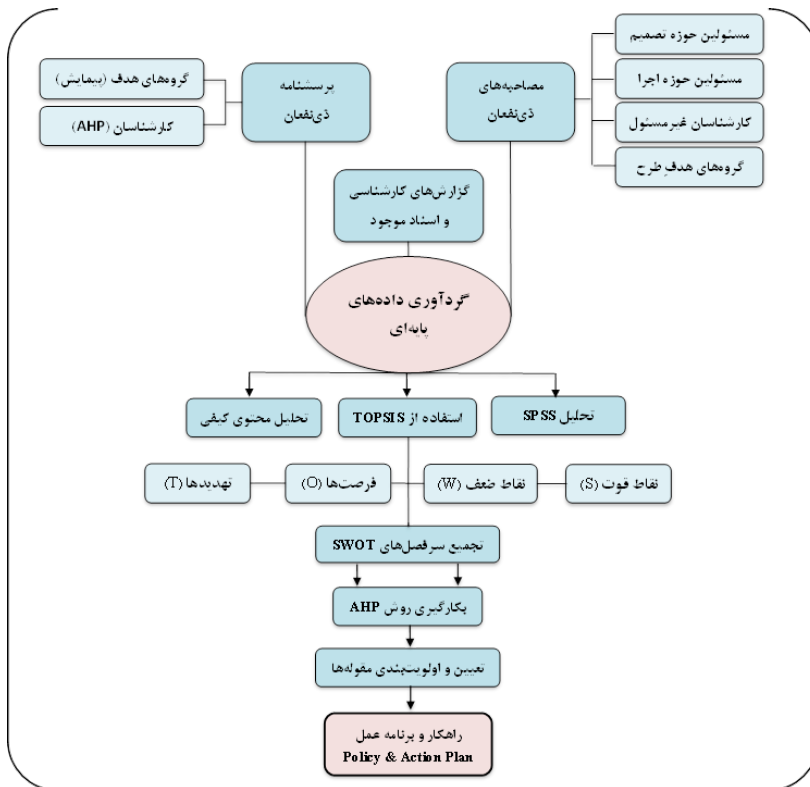 مسئولین حوزه تصمیم
مسئولین حوزه اجرا
کارشناسان غیرمسئول
گروه‌های هدفِ طرح
مصاحبه‌های
ذی‌نفعان
پرسشنامه
ذی‌نفعان
گروه‌های هدف (پیمایش)
کارشناسان (AHP)
گزارش‌های کارشناسی
و اسناد موجود
گردآوری داده‌های
پایه‌ای
تحلیل SPSS
استفاده از TOPSIS
تحلیل محتوی کیفی
نقاط قوت (S)
نقاط ضعف (W)
فرصت‌ها (O)
تهدیدها (T)
تجمیع سرفصل‌های SWOT
بکارگیری روش AHP
تعیین و اولویت‌بندی مقوله‌ها
راهکار و برنامه عمل
Policy & Action Plan